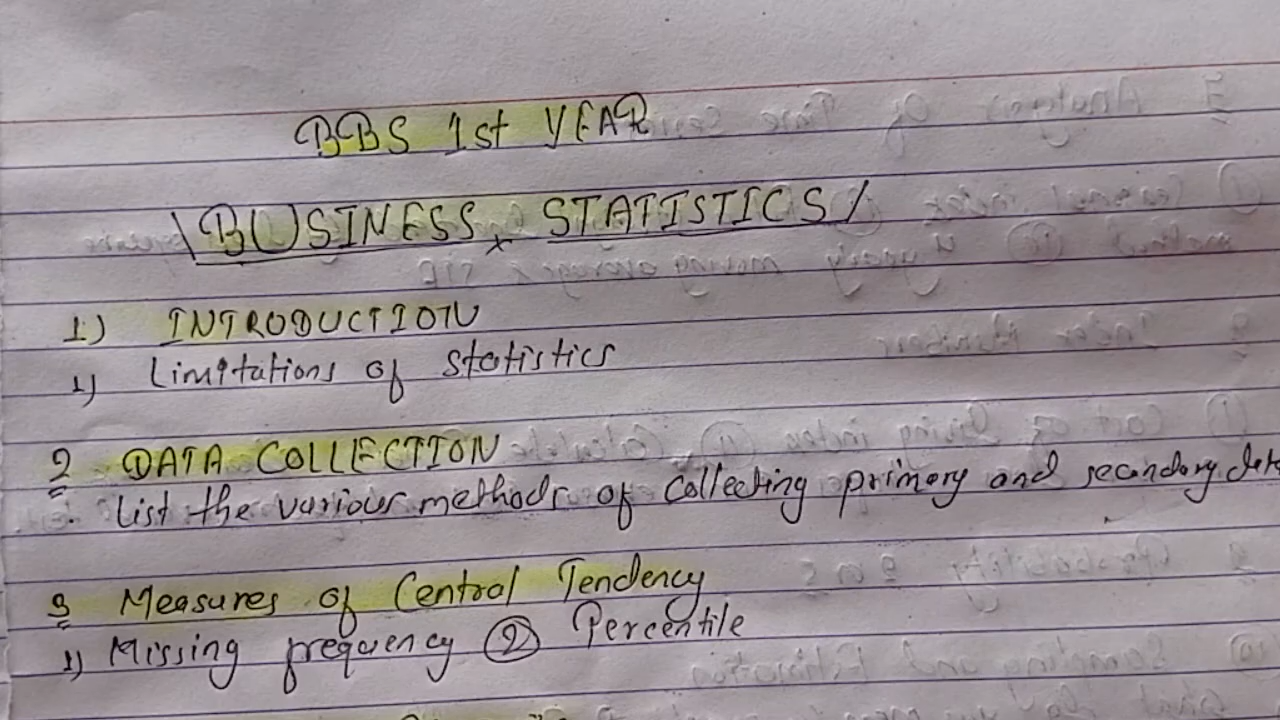 BBS 1st YEAR
BUSINESS STATISTICS
1) INTRODUCTION
1) Limitations of statistics
2 DATA COLLECTION
. List the various methods of collecting primary and secondary
3 Measures of Central Tendency
1) Missing frequency ② Percentile